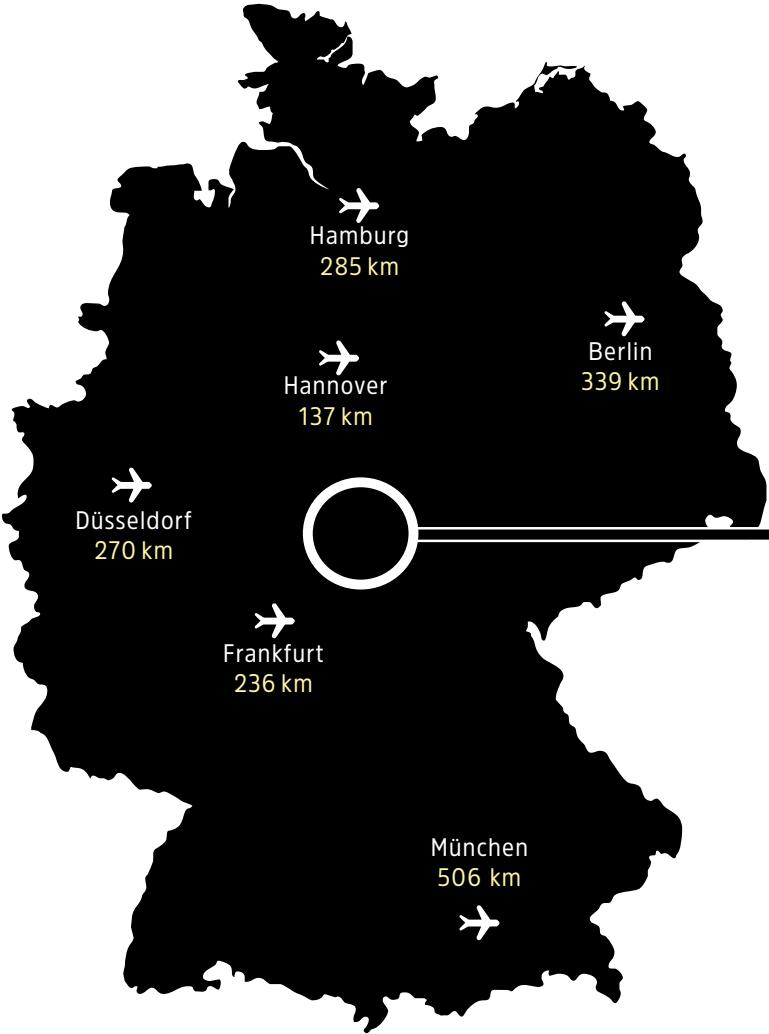 Hamburg
285 km
Berlin
339 km
Hannover
137 km
Düsseldorf
270 km
Frankfurt
236 km
München
506 km